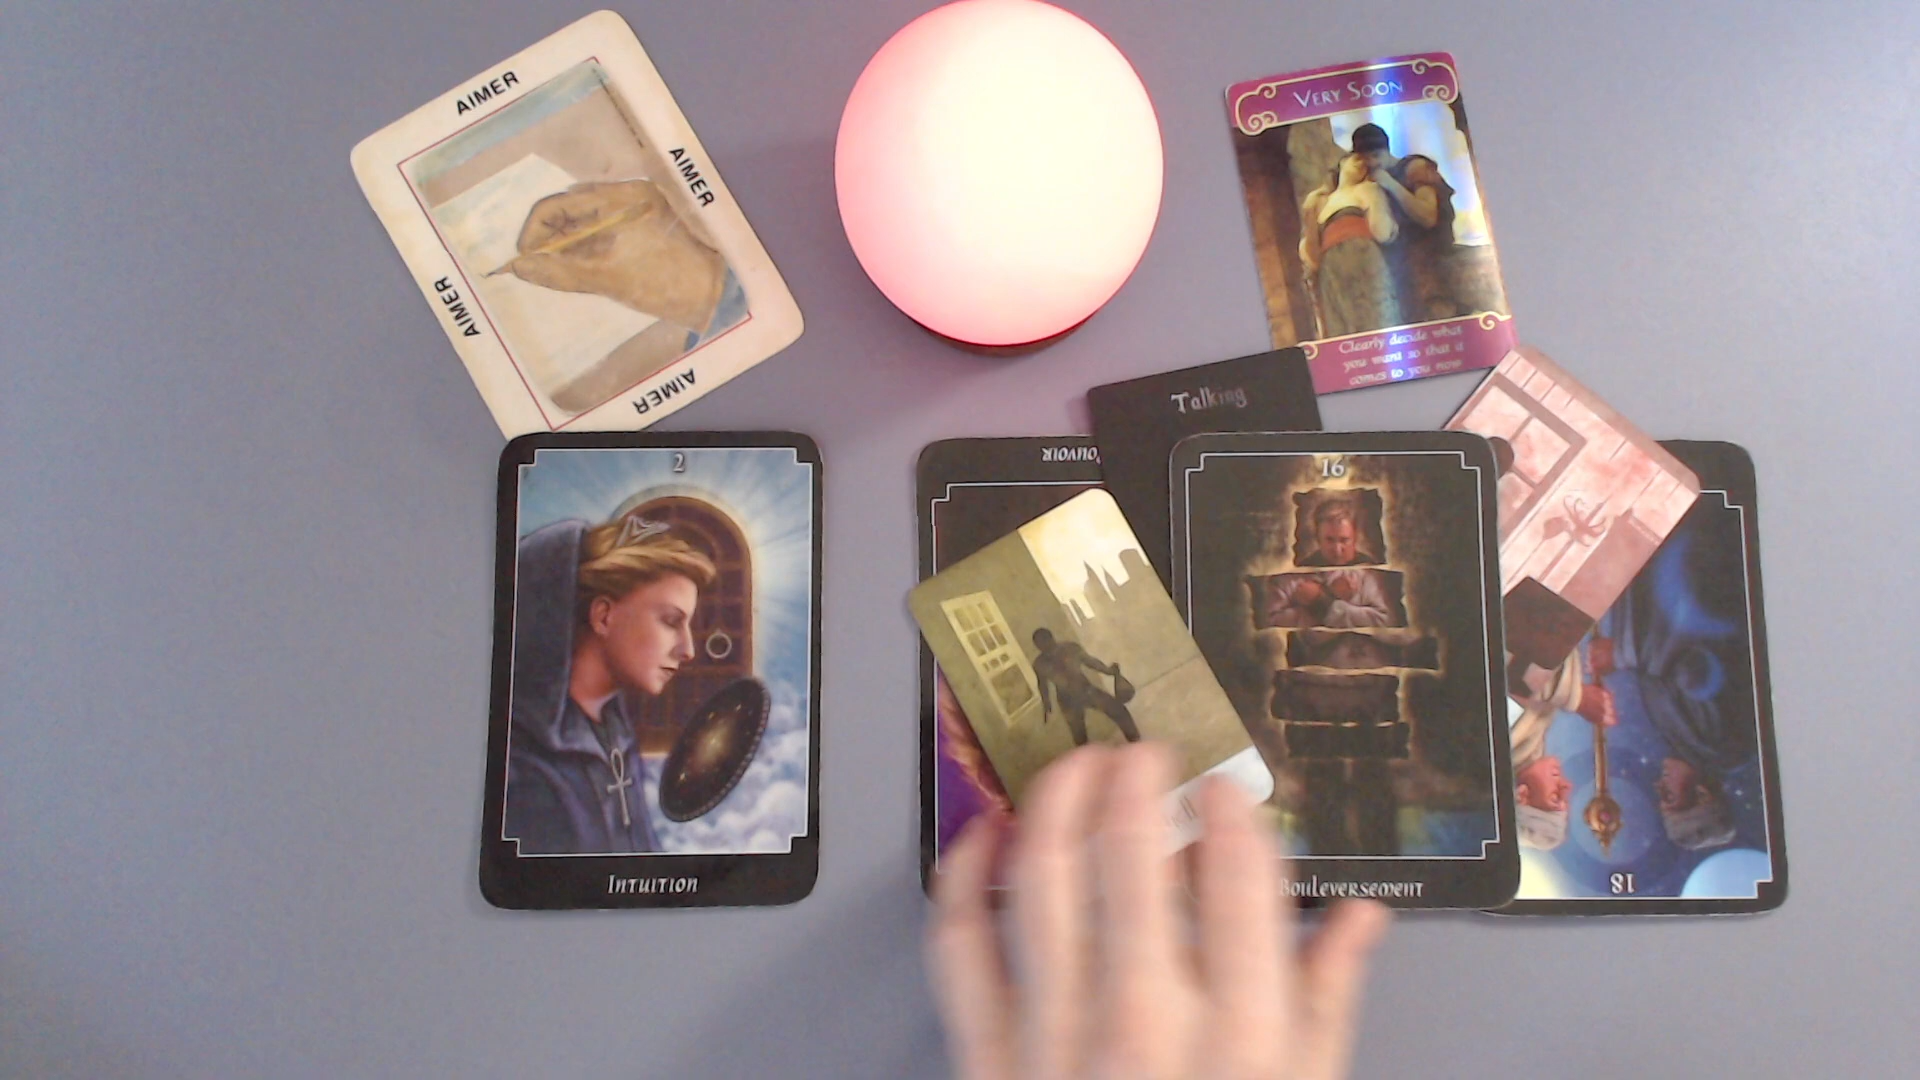 AIMER
AIMER
AIMER
AIMER
VERY SOON
Clearly decide what
you want so that it
comes to you now
Talking
2
INTUITION
16
BOULEVERSEMENT
18